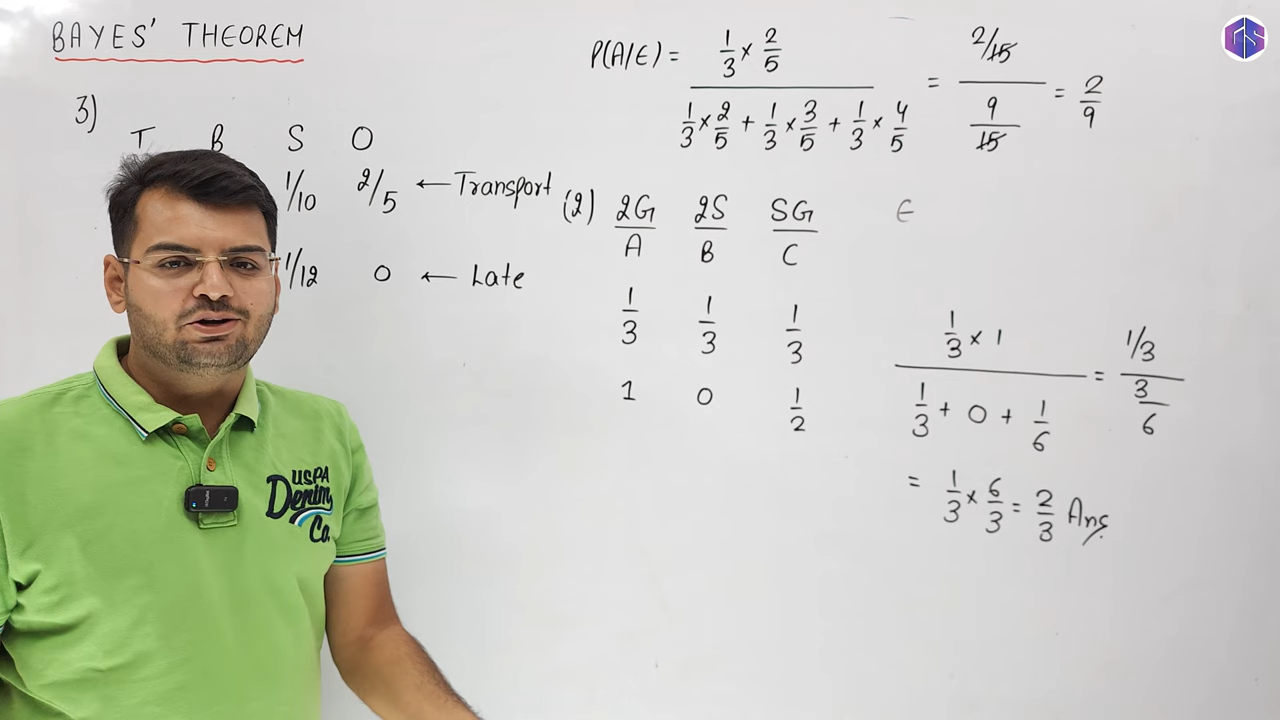 BAYES' THEOREM
3)
T B S O
1/10 2/5 ← Transport
1/12 0 ← Late
P(A/E) = 1/3 × 2/5 / 1/3 × 2/5 + 1/3 × 3/5 + 1/3 × 4/5 = 2/15 / 9/15 = 2/9
(2) 2G 2S SG E
A B C
1/3 1/3 1/3
1 0 1/2
1/3 × 1 / 1/3 + 0 + 1/6 = 1/3 / 3/6
= 1/3 × 6/3 = 2/3 Ans.
USPA
Denim
Co.